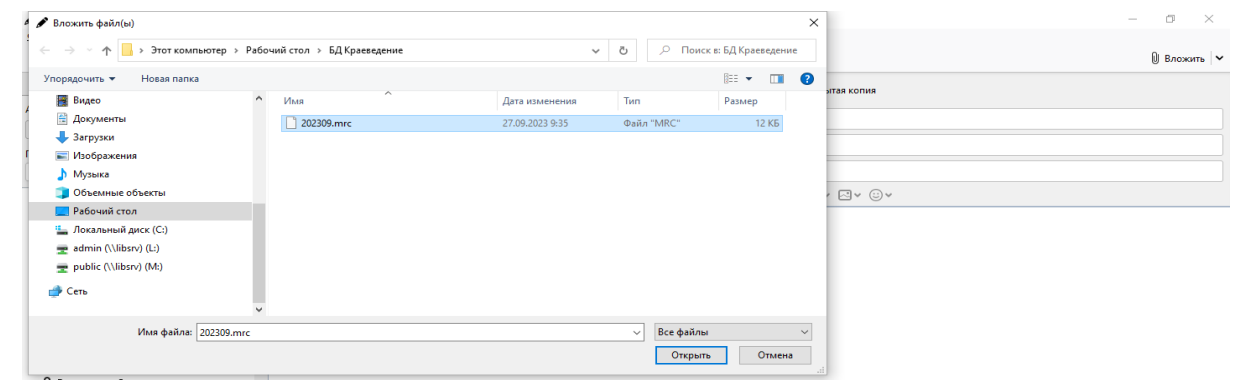 Вложить файл(ы)
Этот компьютер › Рабочий стол › БД Краеведение
Поиск в: БД Краеведение
Вложить
Упорядочить
Новая папка
Имя
Дата изменения
Тип
Размер
202309.mrc
27.09.2023 9:35
Файл "MRC"
12 КБ
Видео
Документы
Загрузки
Изображения
Музыка
Объемные объекты
Рабочий стол
Локальный диск (C:)
admin (\\libsrv) (L:)
public (\\libsrv) (M:)
Сеть
ытая копия
Имя файла: 202309.mrc
Все файлы
Открыть
Отмена